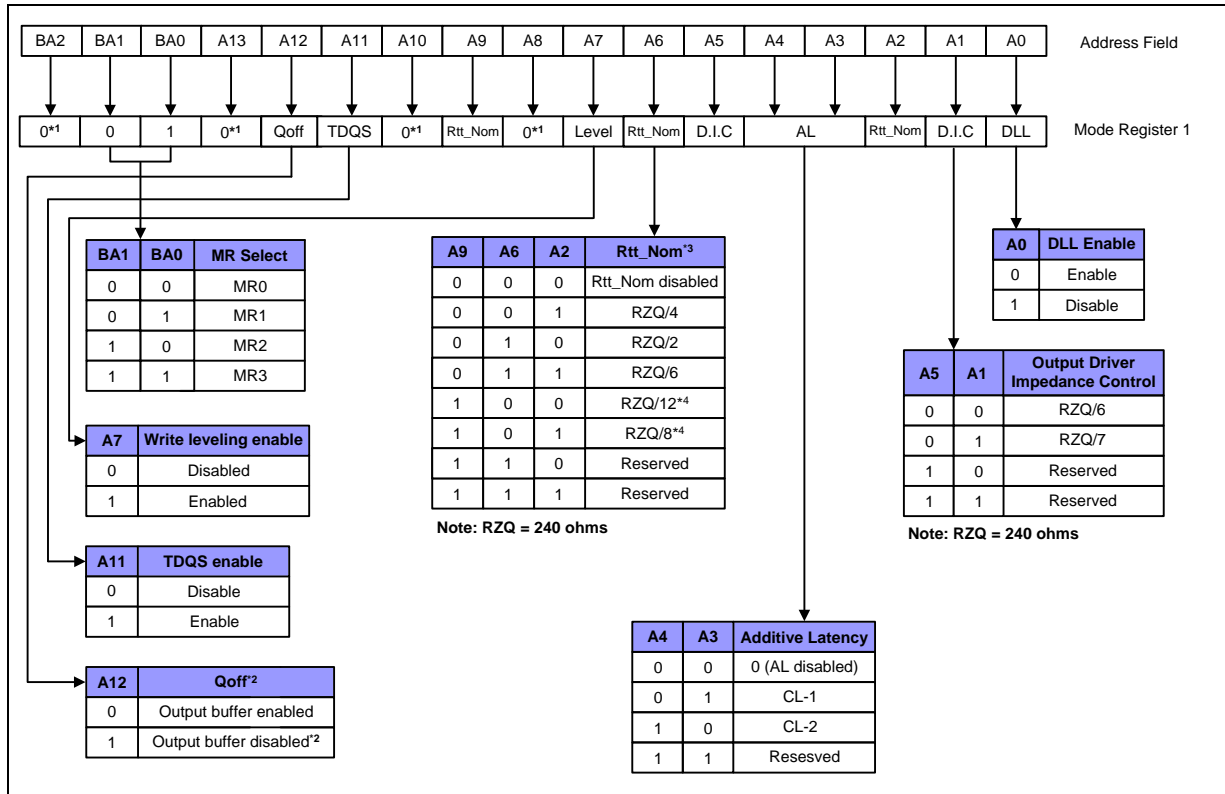 BA2 BA1 BA0 A13 A12 A11 A10 A9 A8 A7 A6 A5 A4 A3 A2 A1 A0 Address Field
0*1 0 1 0*1 Qoff TDQS 0*1 Rtt_Nom 0*1 Level Rtt_Nom D.I.C AL Rtt_Nom D.I.C DLL Mode Register 1
BA1 BA0 MR Select
0 0 MR0
0 1 MR1
1 0 MR2
1 1 MR3
A7 Write leveling enable
0 Disabled
1 Enabled
A11 TDQS enable
0 Disable
1 Enable
A12 Qoff*2
0 Output buffer enabled
1 Output buffer disabled*2
A9 A6 A2 Rtt_Nom*3
0 0 0 Rtt_Nom disabled
0 0 1 RZQ/4
0 1 0 RZQ/2
0 1 1 RZQ/6
1 0 0 RZQ/12*4
1 0 1 RZQ/8*4
1 1 0 Reserved
1 1 1 Reserved
Note: RZQ = 240 ohms
A0 DLL Enable
0 Enable
1 Disable
A5 A1 Output Driver
Impedance Control
0 0 RZQ/6
0 1 RZQ/7
1 0 Reserved
1 1 Reserved
Note: RZQ = 240 ohms
A4 A3 Additive Latency
0 0 0 (AL disabled)
0 1 CL-1
1 0 CL-2
1 1 Resesved